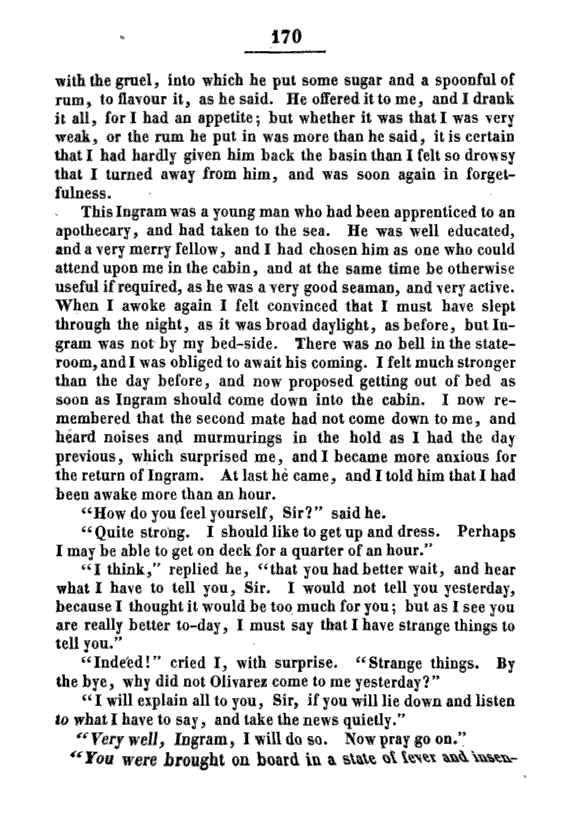 170
with the gruel, into which he put some sugar and a spoonful of
rum, to flavour it, as he said. He offered it to me, and I drank
it all, for I had an appetite; but whether it was that I was very
weak, or the rum he put in was more than he said, it is certain
that I had hardly given him back the basin than I felt so drowsy
that I turned away from him, and was soon again in forget-
fulness.
This Ingram was a young man who had been apprenticed to an
apothecary, and had taken to the sea. He was well educated,
and a very merry fellow, and I had chosen him as one who could
attend upon me in the cabin, and at the same time be otherwise
useful if required, as he was a very good seaman, and very active.
When I awoke again I felt convinced that I must have slept
through the night, as it was broad daylight, as before, but In-
gram was not by my bed-side. There was no bell in the state-
room, and I was obliged to await his coming. I felt much stronger
than the day before, and now proposed getting out of bed as
soon as Ingram should come down into the cabin. I now re-
membered that the second mate had not come down to me, and
heard noises and murmurings in the hold as I had the day
previous, which surprised me, and I became more anxious for
the return of Ingram. At last he came, and I told him that I had
been awake more than an hour.
"How do you feel yourself, Sir?" said he.
"Quite strong. I should like to get up and dress. Perhaps
I may be able to get on deck for a quarter of an hour."
"I think," replied he, "that you had better wait, and hear
what I have to tell you, Sir. I would not tell you yesterday,
because I thought it would be too much for you; but as I see you
are really better to-day, I must say that I have strange things to
tell you."
"Indeed!" cried I, with surprise. "Strange things. By
the bye, why did not Olivarez come to me yesterday?"
"I will explain all to you, Sir, if you will lie down and listen
to what I have to say, and take the news quietly."
"Very well, Ingram, I will do so. Now pray go on."
"You were brought on board in a state of fever and insen-